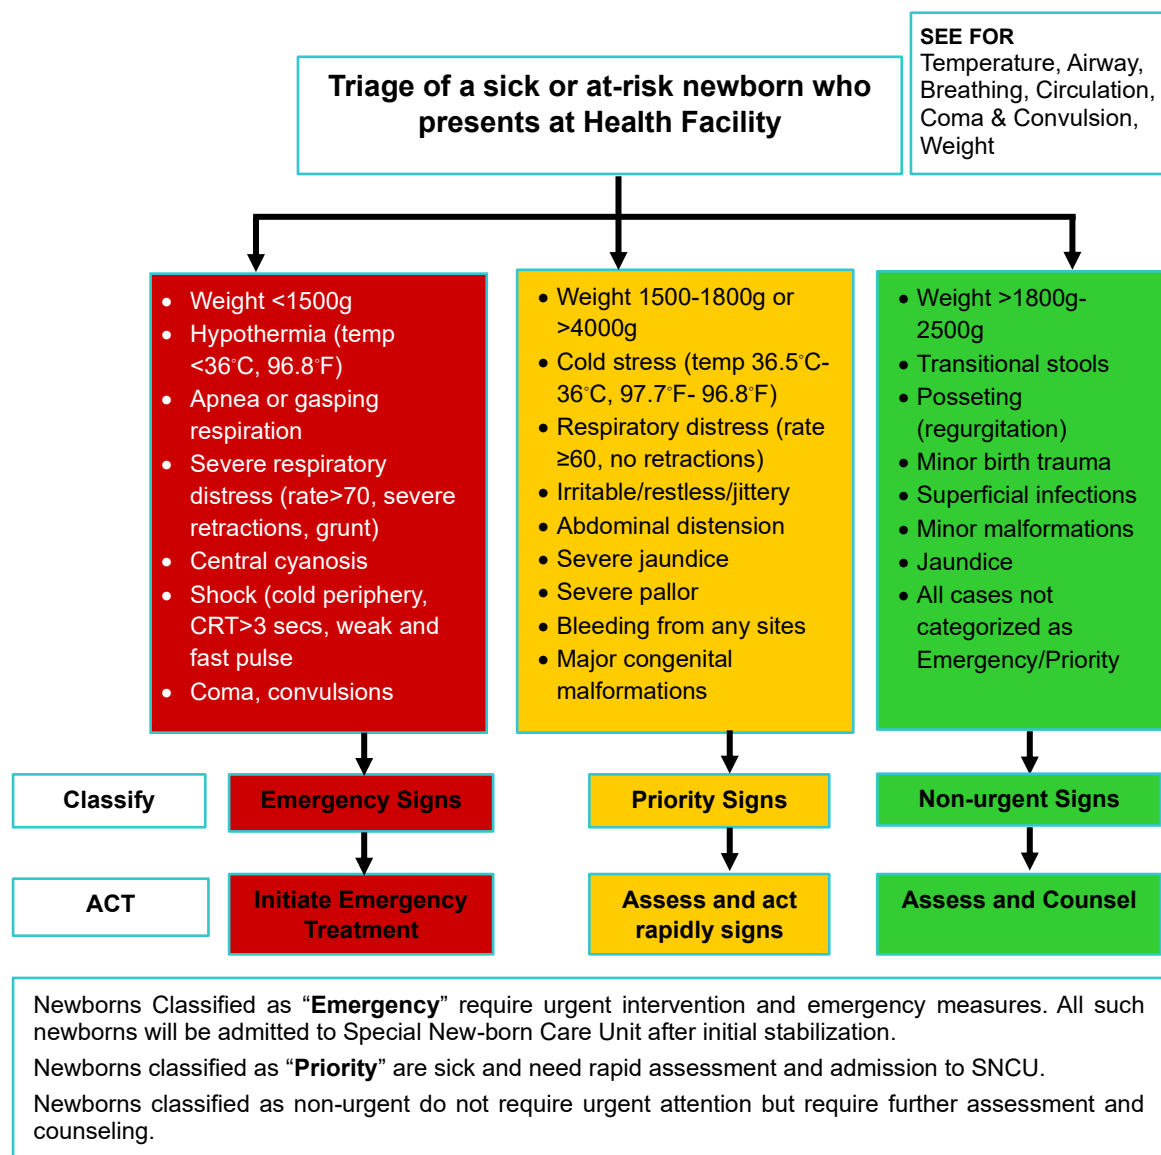 Triage of a sick or at-risk newborn who
presents at Health Facility
SEE FOR
Temperature, Airway,
Breathing, Circulation,
Coma & Convulsion,
Weight
• Weight <1500g
• Hypothermia (temp
<36°C, 96.8°F)
• Apnea or gasping
respiration
• Severe respiratory
distress (rate>70, severe
retractions, grunt)
• Central cyanosis
• Shock (cold periphery,
CRT>3 secs, weak and
fast pulse
• Coma, convulsions
• Weight 1500-1800g or
>4000g
• Cold stress (temp 36.5°C-
36°C, 97.7°F- 96.8°F)
• Respiratory distress (rate
≥60, no retractions)
• Irritable/restless/jittery
• Abdominal distension
• Severe jaundice
• Severe pallor
• Bleeding from any sites
• Major congenital
malformations
• Weight >1800g-
2500g
• Transitional stools
• Posseting
(regurgitation)
• Minor birth trauma
• Superficial infections
• Minor malformations
• Jaundice
• All cases not
categorized as
Emergency/Priority
Classify
Emergency Signs
Priority Signs
Non-urgent Signs
ACT
Initiate Emergency
Treatment
Assess and act
rapidly signs
Assess and Counsel
Newborns Classified as “Emergency” require urgent intervention and emergency measures. All such
newborns will be admitted to Special New-born Care Unit after initial stabilization.
Newborns classified as “Priority” are sick and need rapid assessment and admission to SNCU.
Newborns classified as non-urgent do not require urgent attention but require further assessment and
counseling.